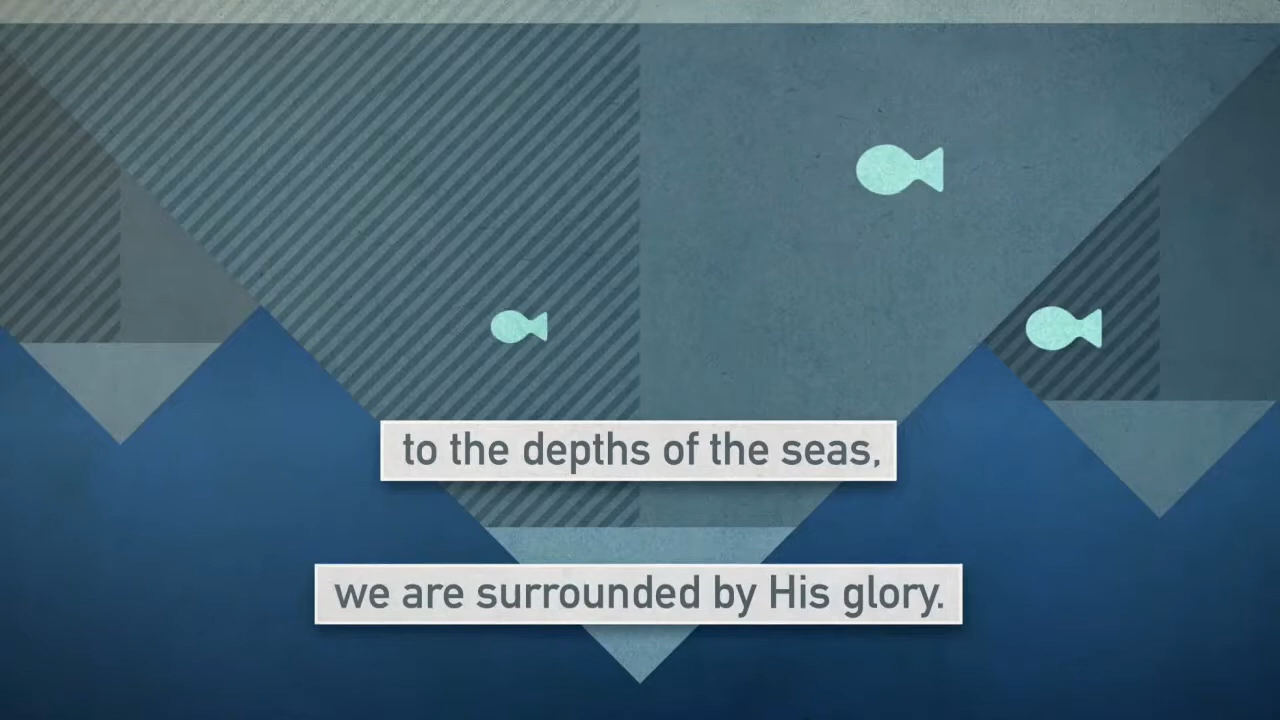 to the depths of the seas,
we are surrounded by His glory.